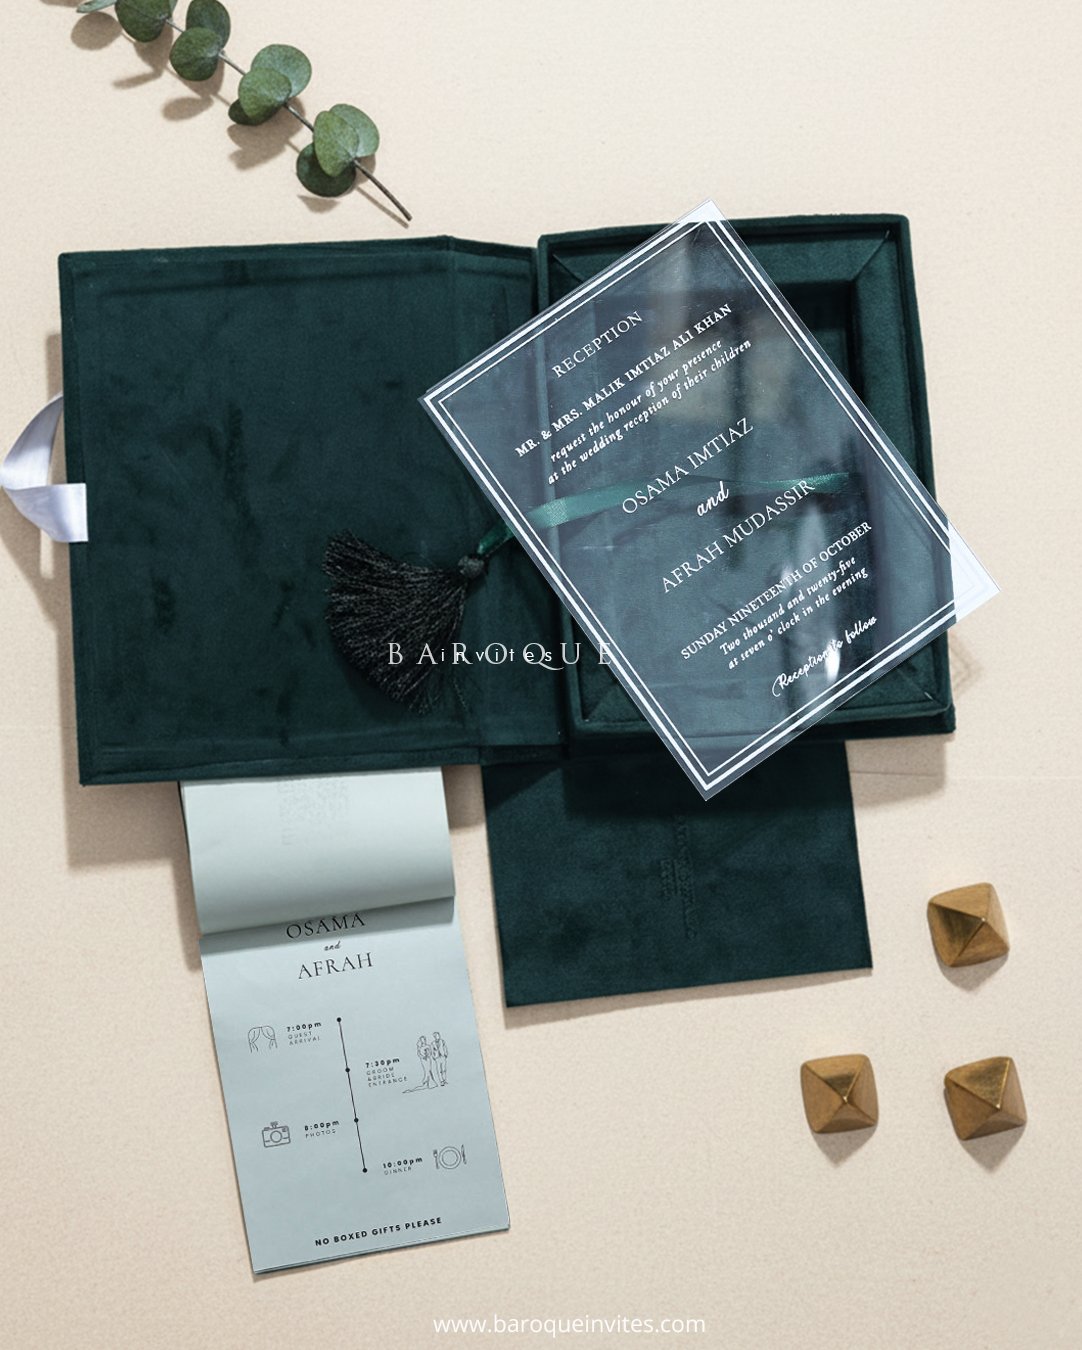 RECEPTION
MR. & MRS. MALIK IMTIAZ ALI KHAN
request the honour of your presence
at the wedding reception of their children
OSAMA IMTIAZ
and
AFRAH MUDASSIR
SUNDAY NINETEENTH OF OCTOBER
Two thousand and twenty-five
at seven o' clock in the evening
Reception to follow
BAROQUE
invites
OSAMA
and
AFRAH
7:00pm
GUEST
ARRIVAL
7:30pm
GROOM
&BRIDE
ENTRANCE
8:00pm
PHOTOS
10:00pm
DINNER
NO BOXED GIFTS PLEASE
www.baroqueinvites.com